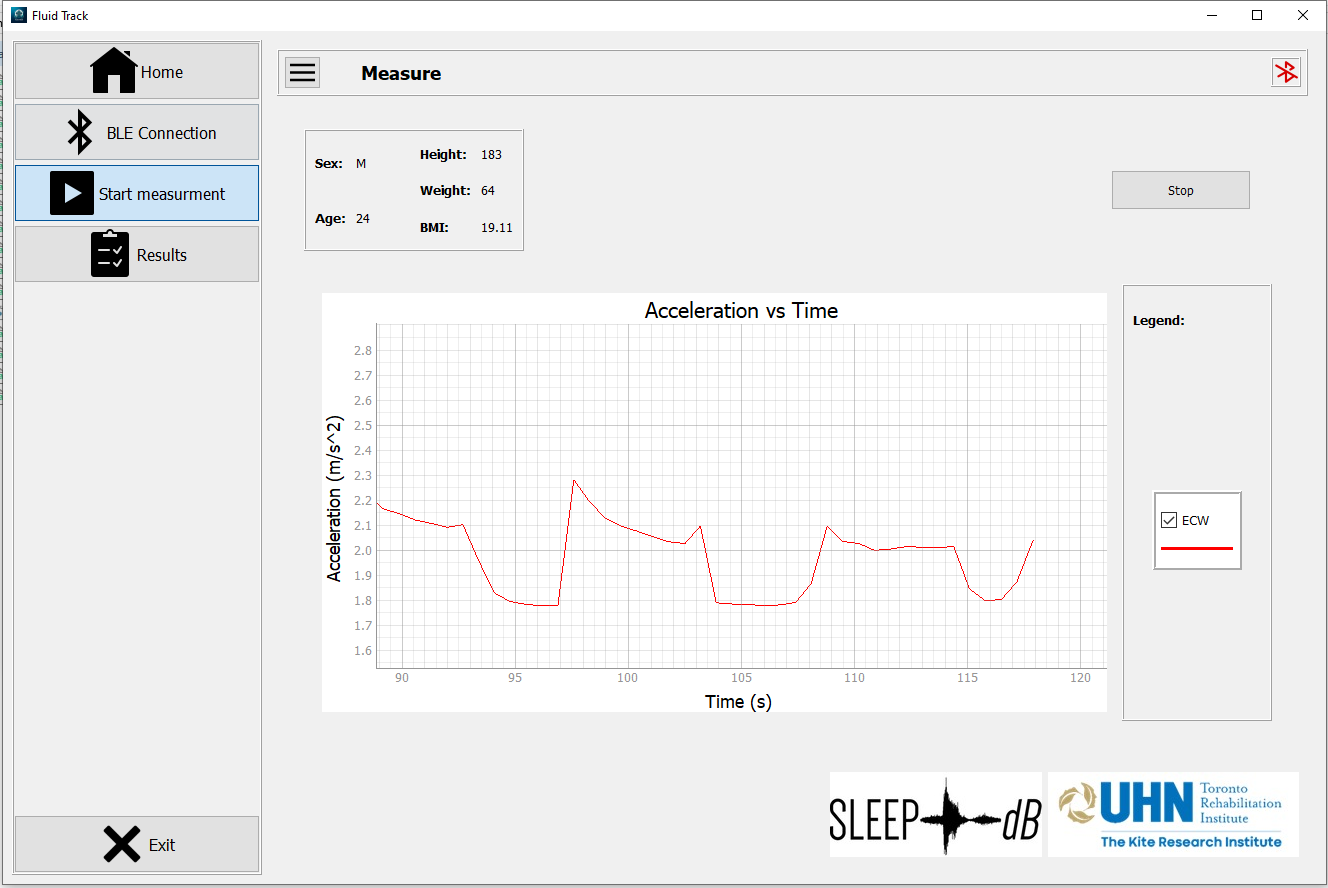 Fluid Track
Home
BLE Connection
Start measurment
Results
Exit
Measure
Sex: M
Age: 24
Height: 183
Weight: 64
BMI: 19.11
Stop
Acceleration vs Time
Acceleration (m/s^2)
2.8
2.7
2.6
2.5
2.4
2.3
2.2
2.1
2.0
1.9
1.8
1.7
1.6
90 95 100 105 110 115 120
Time (s)
Legend:
ECW
SLEEP dB
UHN
Toronto
Rehabilitation
Institute
The Kite Research Institute